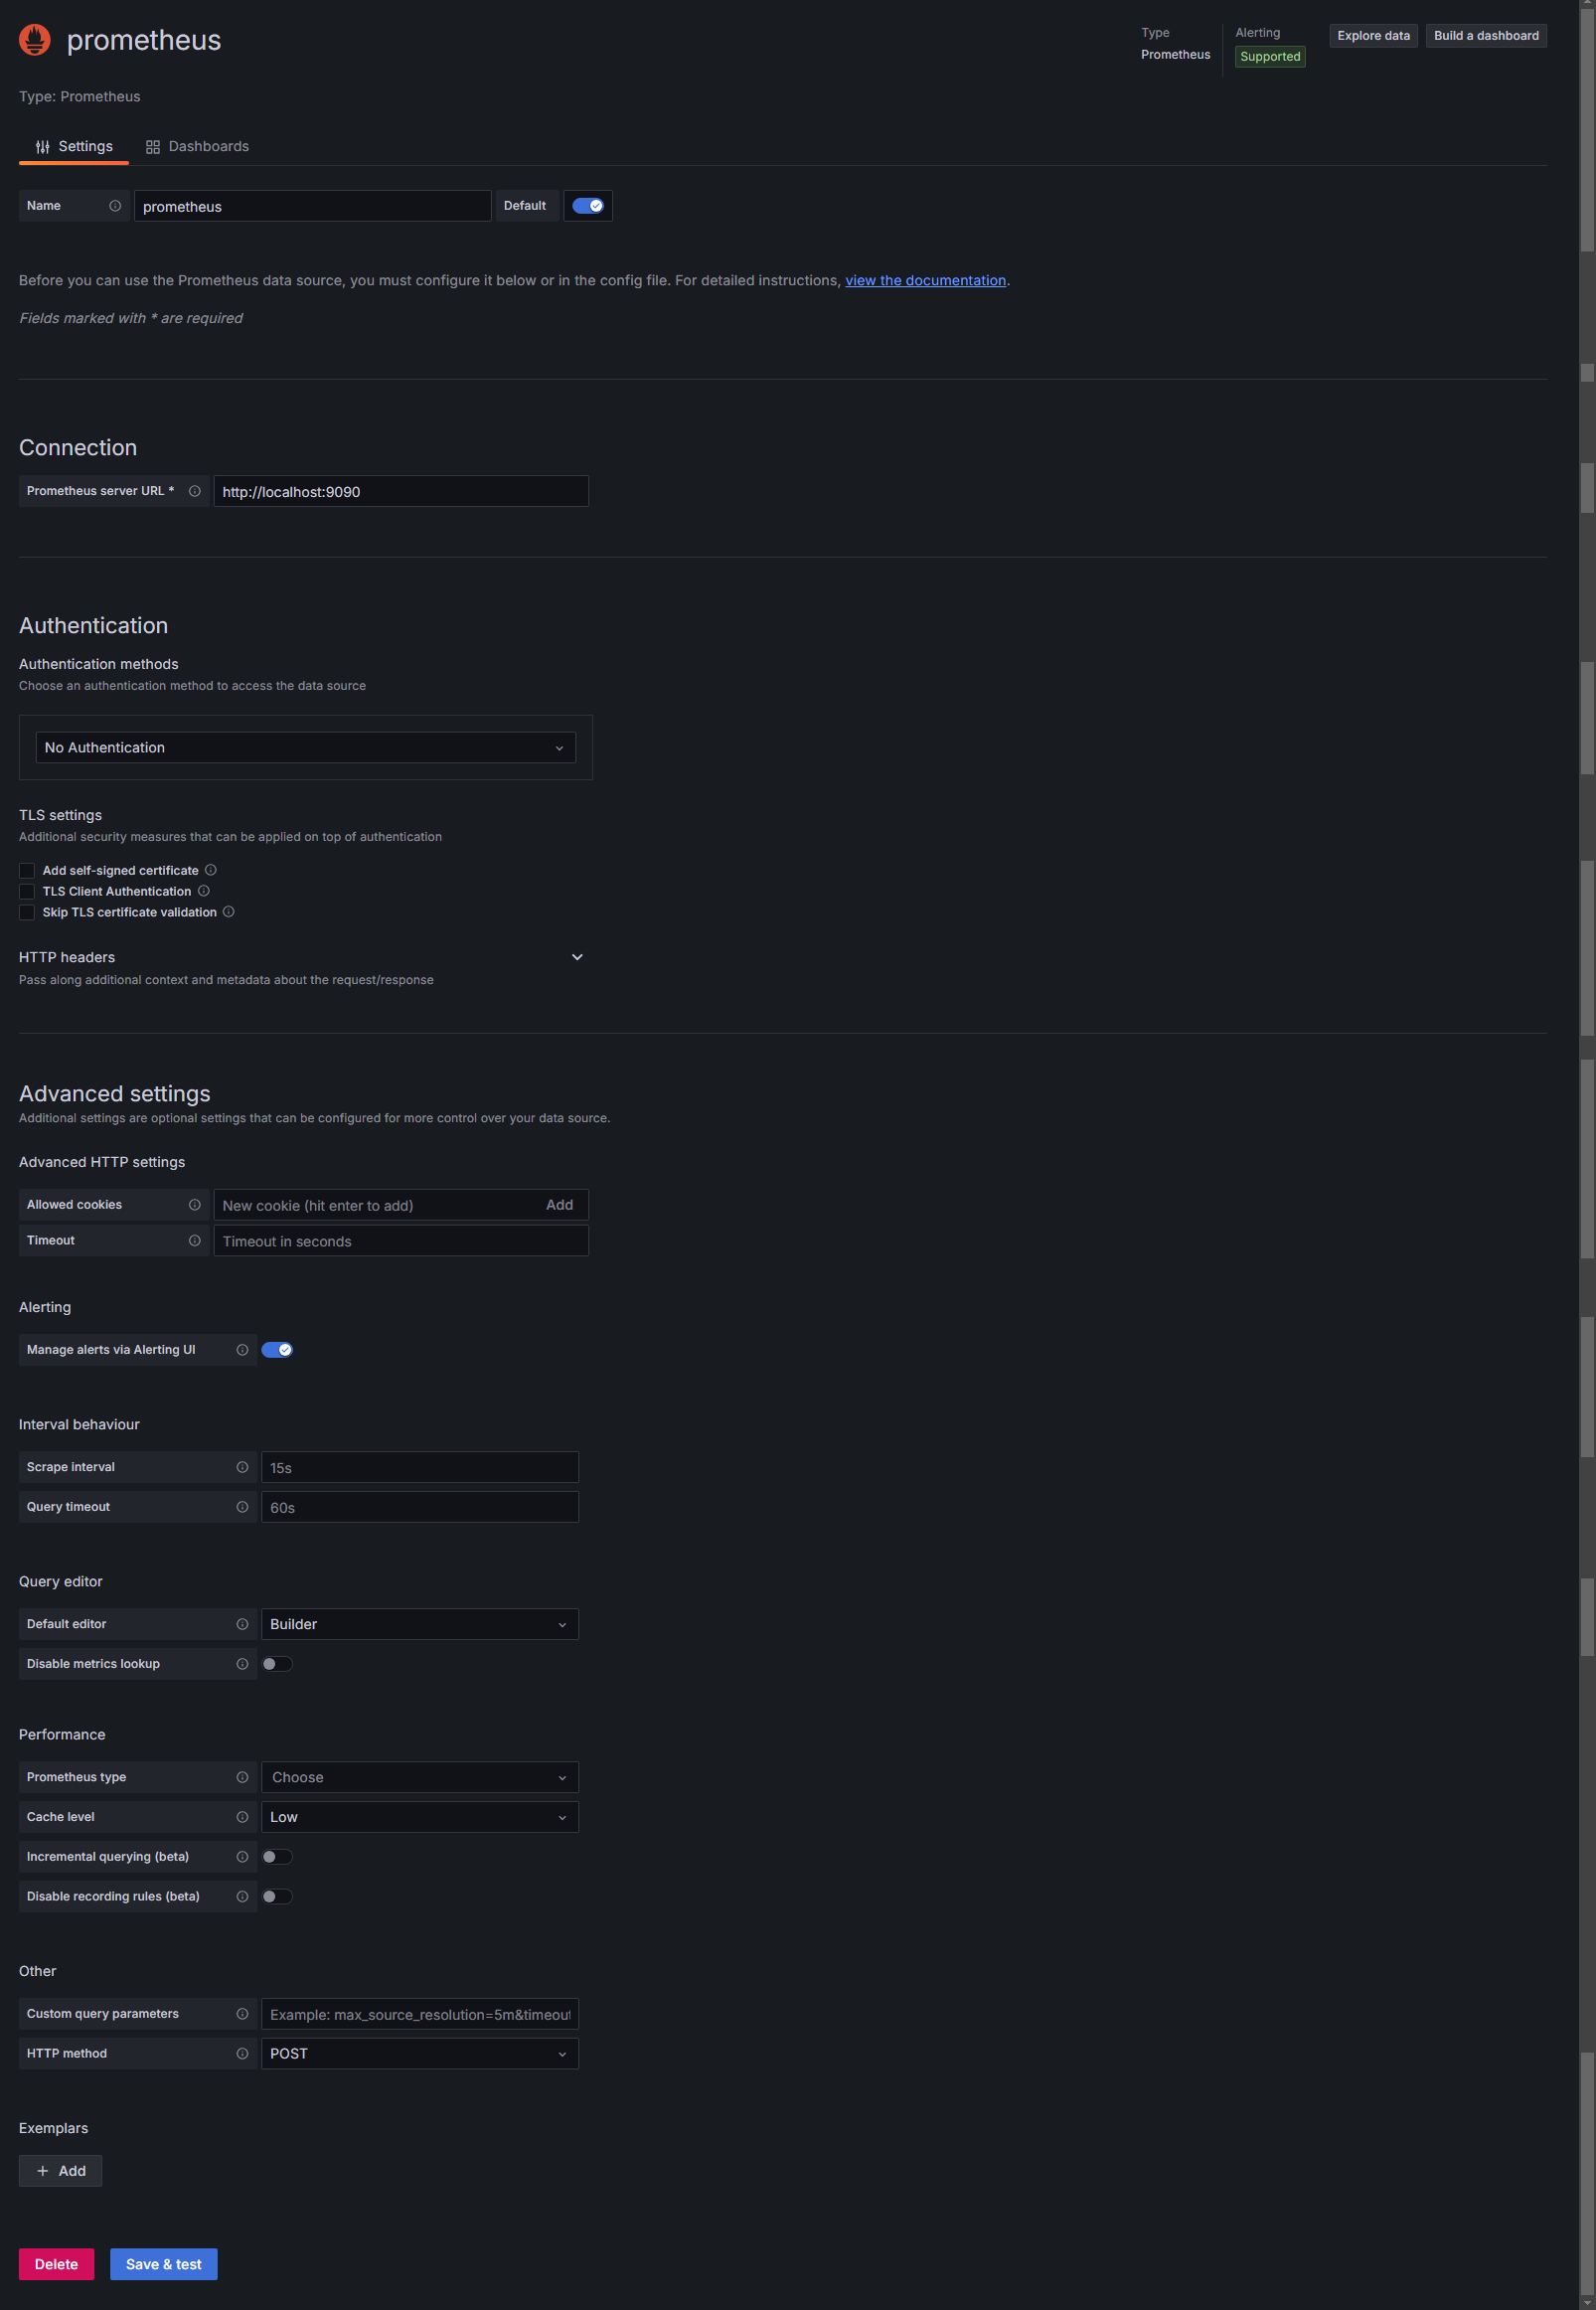 prometheus
Type
Prometheus
Alerting
Supported
Explore data
Build a dashboard
Type: Prometheus
Settings
Dashboards
Name
prometheus
Default
Before you can use the Prometheus data source, you must configure it below or in the config file. For detailed instructions, view the documentation.
Fields marked with * are required
Connection
Prometheus server URL *
http://localhost:9090
Authentication
Authentication methods
Choose an authentication method to access the data source
No Authentication
TLS settings
Additional security measures that can be applied on top of authentication
Add self-signed certificate
TLS Client Authentication
Skip TLS certificate validation
HTTP headers
Pass along additional context and metadata about the request/response
Advanced settings
Additional settings are optional settings that can be configured for more control over your data source.
Advanced HTTP settings
Allowed cookies
New cookie (hit enter to add)
Add
Timeout
Timeout in seconds
Alerting
Manage alerts via Alerting UI
Interval behaviour
Scrape interval
15s
Query timeout
60s
Query editor
Default editor
Builder
Disable metrics lookup
Performance
Prometheus type
Choose
Cache level
Low
Incremental querying (beta)
Disable recording rules (beta)
Other
Custom query parameters
Example: max_source_resolution=5m&timeout
HTTP method
POST
Exemplars
Add
Delete
Save & test